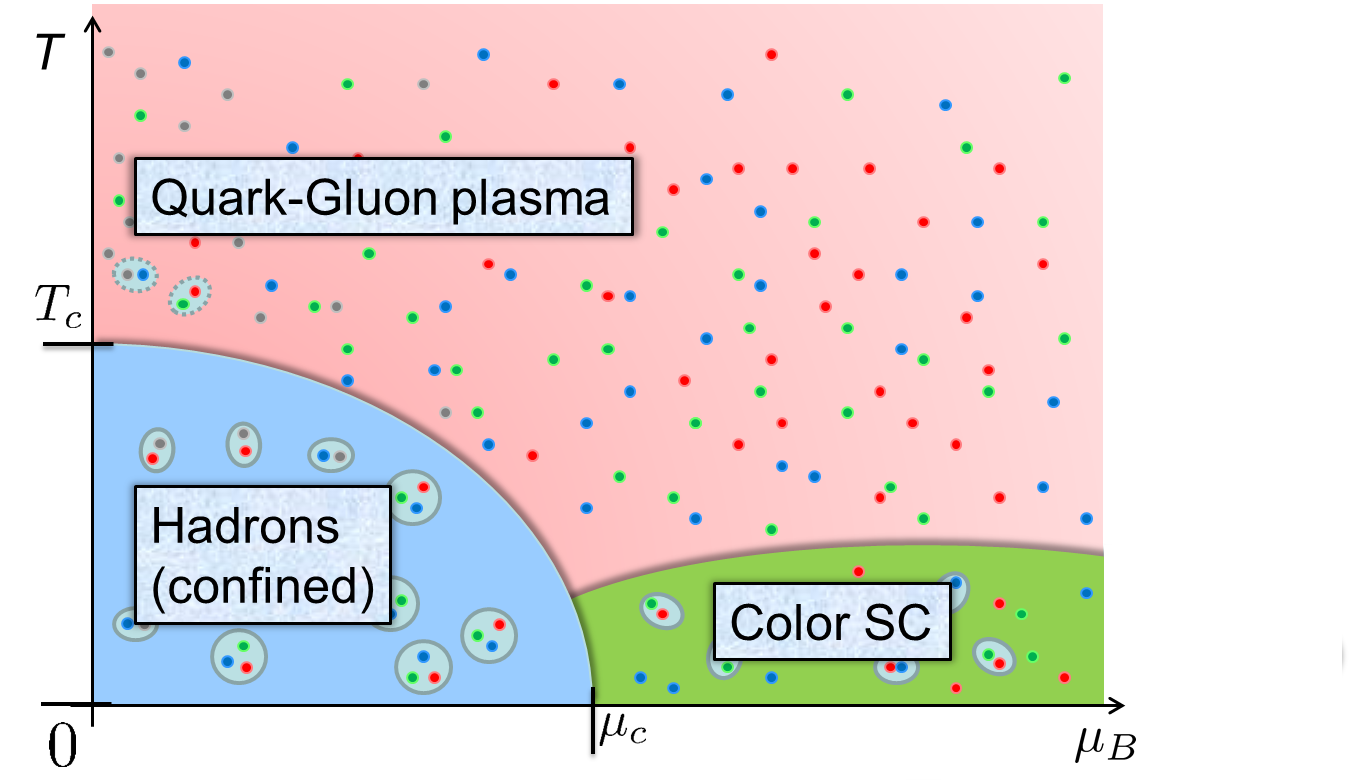 T
Quark-Gluon plasma
T_c
Hadrons
(confined)
Color SC
0
μ_c
μ_B